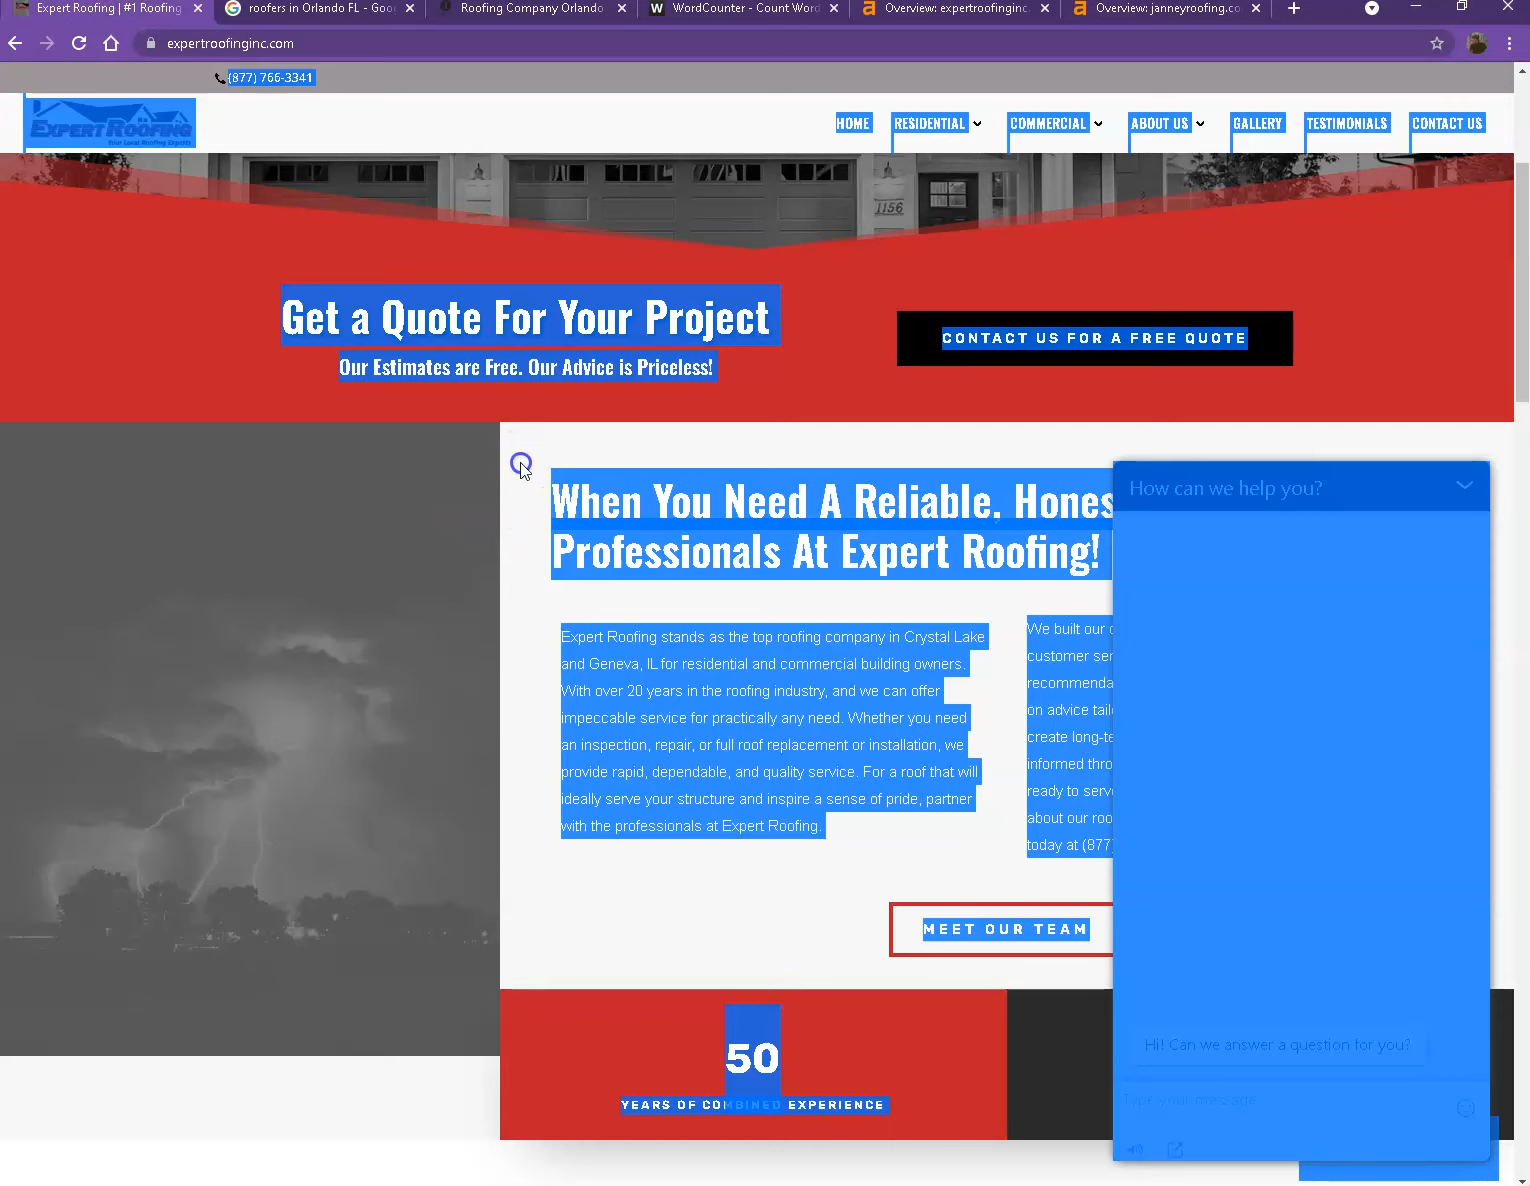 Expert Roofing | #1 Roofing
roofers in Orlando FL - Goo
Roofing Company Orlando
WordCounter - Count Word
Overview: expertroofinginc.
Overview: janneyroofing.co
expertroofinginc.com
(877) 766-3341
EXPERT ROOFING
Your Local Roofing Experts
HOME
RESIDENTIAL
COMMERCIAL
ABOUT US
GALLERY
TESTIMONIALS
CONTACT US
1156
Get a Quote For Your Project
Our Estimates are Free. Our Advice is Priceless!
CONTACT US FOR A FREE QUOTE
When You Need A Reliable, Hones
Professionals At Expert Roofing!
Expert Roofing stands as the top roofing company in Crystal Lake
and Geneva, IL for residential and commercial building owners.
With over 20 years in the roofing industry, and we can offer
impeccable service for practically any need. Whether you need
an inspection, repair, or full roof replacement or installation, we
provide rapid, dependable, and quality service. For a roof that will
ideally serve your structure and inspire a sense of pride, partner
with the professionals at Expert Roofing.
We built our
customer ser
recommenda
on advice tail
create long-te
informed thro
ready to serv
about our roo
today at (877)
MEET OUR TEAM
50
YEARS OF COMBINED EXPERIENCE
How can we help you?
Hi! Can we answer a question for you?
Type your message